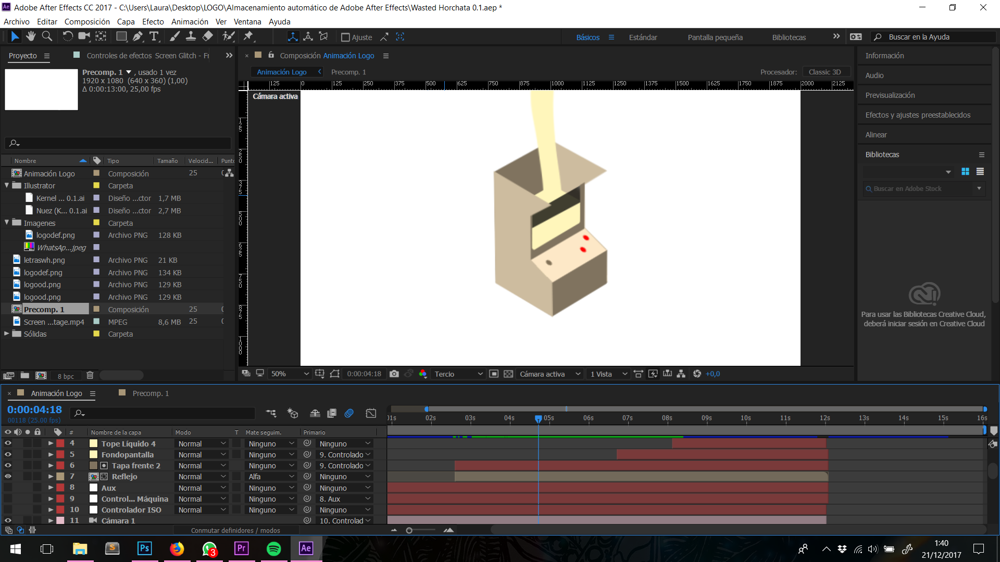 Adobe After Effects CC 2017 - C:\Users\Laura\Desktop\LOGO\Almacenamiento automático de Adobe After Effects\Wasted Horchata 0.1.aep *
Archivo Editar Composición Capa Efecto Animación Ver Ventana Ayuda
Ajuste Básicos Estándar Pantalla pequeña Bibliotecas Buscar en la Ayuda
Proyecto Controles de efectos Screen Glitch - Fr
Composición Animación Logo
Información
Precomp. 1 , usado 1 vez
1920 x 1080 (640 x 360) (1,00)
Δ 0:00:13:00, 25,00 fps
Animación Logo Precomp. 1 Procesador: Classic 3D
125 0 125 250 375 500 625 750 875 1000 1125 1250 1375 1500 1625 1750 1875 2000 2125
Cámara activa
125
250
375
500
625
750
875
1000
Audio
Previsualización
Efectos y ajustes preestablecidos
Alinear
Bibliotecas
Buscar en Adobe Stock
Para usar las Bibliotecas Creative Cloud,
deberá iniciar sesión en Creative Cloud
Nombre Tipo Tamaño Velocid... Punto
Animación Logo Composición 25
Illustrator Carpeta
Kernel ... 0.1.ai Diseño ...ctor 1,7 MB
Nuez (K... 0.1.ai Diseño ...ctor 2,7 MB
Imagenes Carpeta
logodef.png Archivo PNG 128 KB
WhatsAp...jpeg
letraswh.png Archivo PNG 21 KB
logodef.png Archivo PNG 134 KB
logood.png Archivo PNG 129 KB
logood.png Archivo PNG 129 KB
Precomp. 1 Composición 25
Screen ...tage.mp4 MPEG 8,6 MB 25
Sólidas Carpeta
8 bpc
50% 0:00:04:18 Tercio Cámara activa 1 Vista +0,0
Animación Logo Precomp. 1
0:00:04:18
00118 (25.00 fps)
01s 02s 03s 04s 05s 06s 07s 08s 09s 10s 11s 12s 13s 14s 15s 16s
# Nombre de la capa Modo T Mate seguim. Primario
4 Tope Líquido 4 Normal Ninguno Ninguno
5 Fondopantalla Normal Ninguno 9. Controlado
6 Tapa frente 2 Normal Ninguno 9. Controlado
7 Reflejo Normal Alfa Ninguno
8 Aux Normal Ninguno Ninguno
9 Control... Máquina Normal Ninguno 8. Aux
10 Controlador ISO Normal Ninguno Ninguno
11 Cámara 1 10. Controlad
Conmutar definidores / modos
S Ps 3 Pr Ae
1:40
21/12/2017